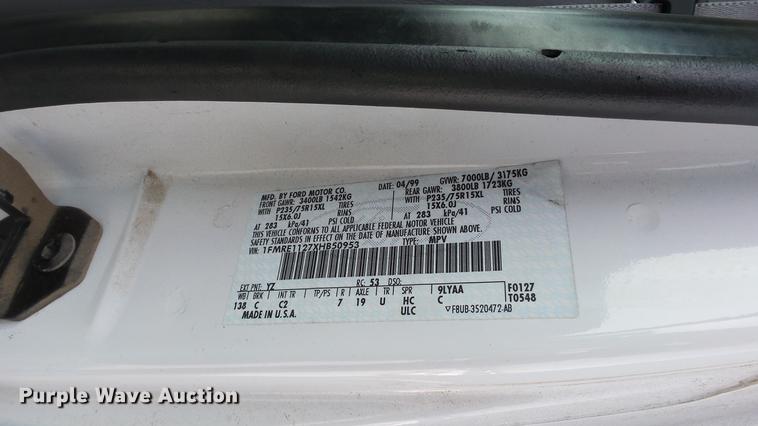 MFD. BY FORD MOTOR CO.
DATE: 04/99 GVWR: 7000LB/ 3175KG
FRONT GAWR: 3400LB 1542KG REAR GAWR: 3800LB 1723KG
WITH P235/75R15XL TIRES WITH P235/75R15XL TIRES
15X6.0J RIMS 15X6.0J RIMS
AT 283 kPa/41 PSI COLD AT 283 kPa/41 PSI COLD
THIS VEHICLE CONFORMS TO ALL APPLICABLE FEDERAL MOTOR VEHICLE
SAFETY STANDARDS IN EFFECT ON THE DATE OF MANUFACTURE SHOWN ABOVE.
1FMRE1127XHB50953 TYPE: MPV
EXT PNT: YZ RC: 53 DSO:
WB BRK INT TR TP/PS R AXLE TR SPR 9LYAA F0127
138 C C2 7 19 U HC C T0548
MADE IN U.S.A. ULC ▽F8UB-3520472-AB
Purple Wave Auction